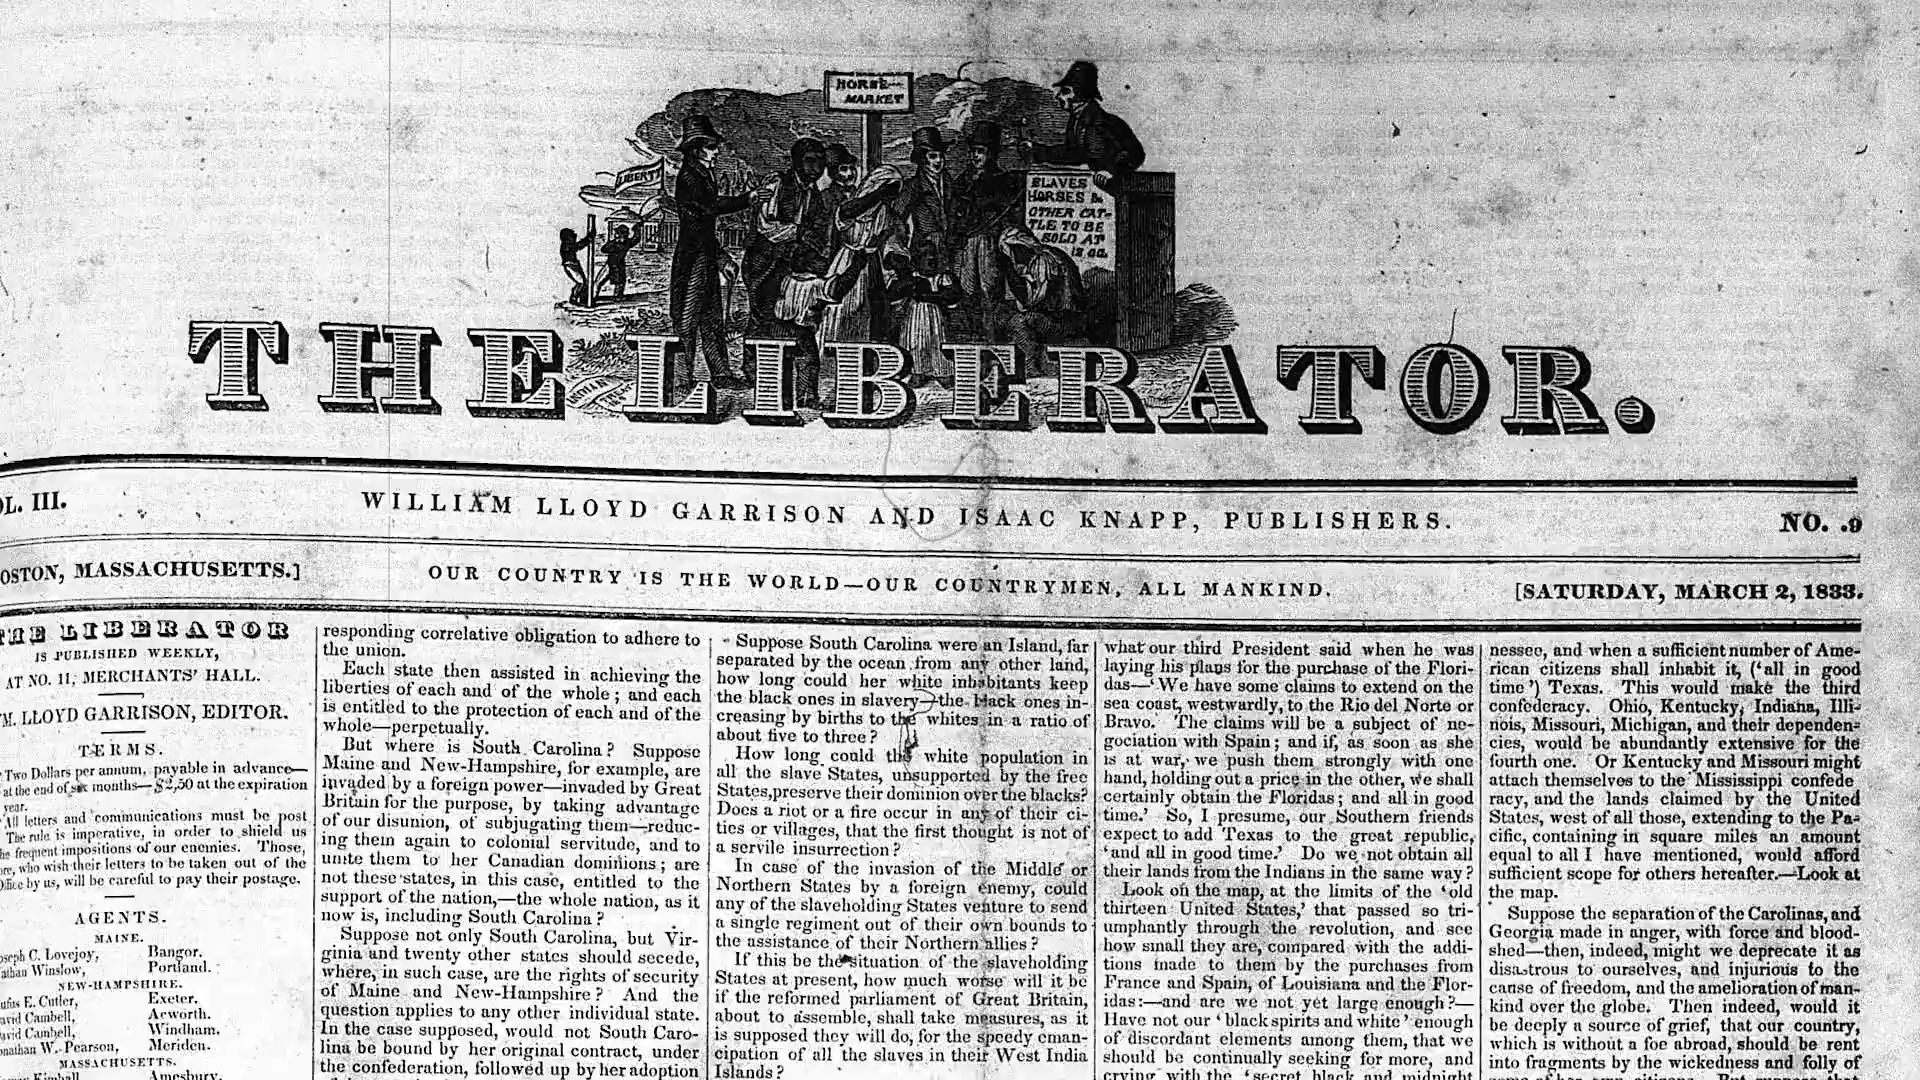 HORSE-
MARKET
LIBERTY
SLAVES
HORSES &
OTHER CAT-
TLE TO BE
SOLD AT
12 OC.
THE LIBERATOR.
OL. III.
WILLIAM LLOYD GARRISON AND ISAAC KNAPP, PUBLISHERS.
NO. 9
OSTON, MASSACHUSETTS.]
OUR COUNTRY IS THE WORLD—OUR COUNTRYMEN, ALL MANKIND.
[SATURDAY, MARCH 2, 1833.
THE LIBERATOR
IS PUBLISHED WEEKLY,
AT NO. 11, MERCHANTS' HALL.
M. LLOYD GARRISON, EDITOR.
TERMS.
Two Dollars per annum, payable in advance—
at the end of six months—$2,50 at the expiration
year.
All letters and communications must be post
The rule is imperative, in order to shield us
he frequent impositions of our enemies. Those,
ore, who wish their letters to be taken out of the
Office by us, will be careful to pay their postage.
AGENTS.
MAINE.
oseph C. Lovejoy, Bangor.
athan Winslow, Portland.
NEW-HAMPSHIRE.
ufus E. Cutler, Exeter.
avid Cambell, Acworth.
avid Cambell, Windham.
onathan W. Pearson, Meriden.
MASSACHUSETTS.
Kimball Amesbury.
responding correlative obligation to adhere to
the union.
Each state then assisted in achieving the
liberties of each and of the whole; and each
is entitled to the protection of each and of the
whole—perpetually.
But where is South Carolina? Suppose
Maine and New-Hampshire, for example, are
invaded by a foreign power—invaded by Great
Britain for the purpose, by taking advantage
of our disunion, of subjugating them—reduc-
ing them again to colonial servitude, and to
unite them to her Canadian dominions; are
not these states, in this case, entitled to the
support of the nation,—the whole nation, as it
now is, including South Carolina?
Suppose not only South Carolina, but Vir-
ginia and twenty other states should secede,
where, in such case, are the rights of security
of Maine and New-Hampshire? And the
question applies to any other individual state.
In the case supposed, would not South Caro-
lina be bound by her original contract, under
the confederation, followed up by her adoption
Suppose South Carolina were an Island, far
separated by the ocean from any other land,
how long could her white inhabitants keep
the black ones in slavery—the black ones in-
creasing by births to the whites in a ratio of
about five to three?
How long could the white population in
all the slave States, unsupported by the free
States, preserve their dominion over the blacks?
Does a riot or a fire occur in any of their ci-
ties or villages, that the first thought is not of
a servile insurrection?
In case of the invasion of the Middle or
Northern States by a foreign enemy, could
any of the slaveholding States venture to send
a single regiment out of their own bounds to
the assistance of their Northern allies?
If this be the situation of the slaveholding
States at present, how much worse will it be
if the reformed parliament of Great Britain,
about to assemble, shall take measures, as it
is supposed they will do, for the speedy eman-
cipation of all the slaves in their West India
Islands?
what our third President said when he was
laying his plans for the purchase of the Flori-
das—'We have some claims to extend on the
sea coast, westwardly, to the Rio del Norte or
Bravo. The claims will be a subject of ne-
gociation with Spain; and if, as soon as she
is at war, we push them strongly with one
hand, holding out a price in the other, we shall
certainly obtain the Floridas; and all in good
time.' So, I presume, our Southern friends
expect to add Texas to the great republic,
'and all in good time.' Do we not obtain all
their lands from the Indians in the same way?
Look on the map, at the limits of the 'old
thirteen United States,' that passed so tri-
umphantly through the revolution, and see
how small they are, compared with the addi-
tions made to them by the purchases from
France and Spain, of Louisiana and the Flor-
idas:—and are we not yet large enough?—
Have not our 'black spirits and white' enough
of discordant elements among them, that we
should be continually seeking for more, and
crying with the 'secret black and midnight
nessee, and when a sufficient number of Ame-
rican citizens shall inhabit it, ('all in good
time') Texas. This would make the third
confederacy. Ohio, Kentucky, Indiana, Illi-
nois, Missouri, Michigan, and their dependen-
cies, would be abundantly extensive for the
fourth one. Or Kentucky and Missouri might
attach themselves to the Mississippi confede
racy, and the lands claimed by the United
States, west of all those, extending to the Pa-
cific, containing in square miles an amount
equal to all I have mentioned, would afford
sufficient scope for others hereafter.—Look at
the map.
Suppose the separation of the Carolinas, and
Georgia made in anger, with force and blood-
shed—then, indeed, might we deprecate it as
disastrous to ourselves, and injurious to the
cause of freedom, and the amelioration of man-
kind over the globe. Then indeed, would it
be deeply a source of grief, that our country,
which is without a foe abroad, should be rent
into fragments by the wickedness and folly of